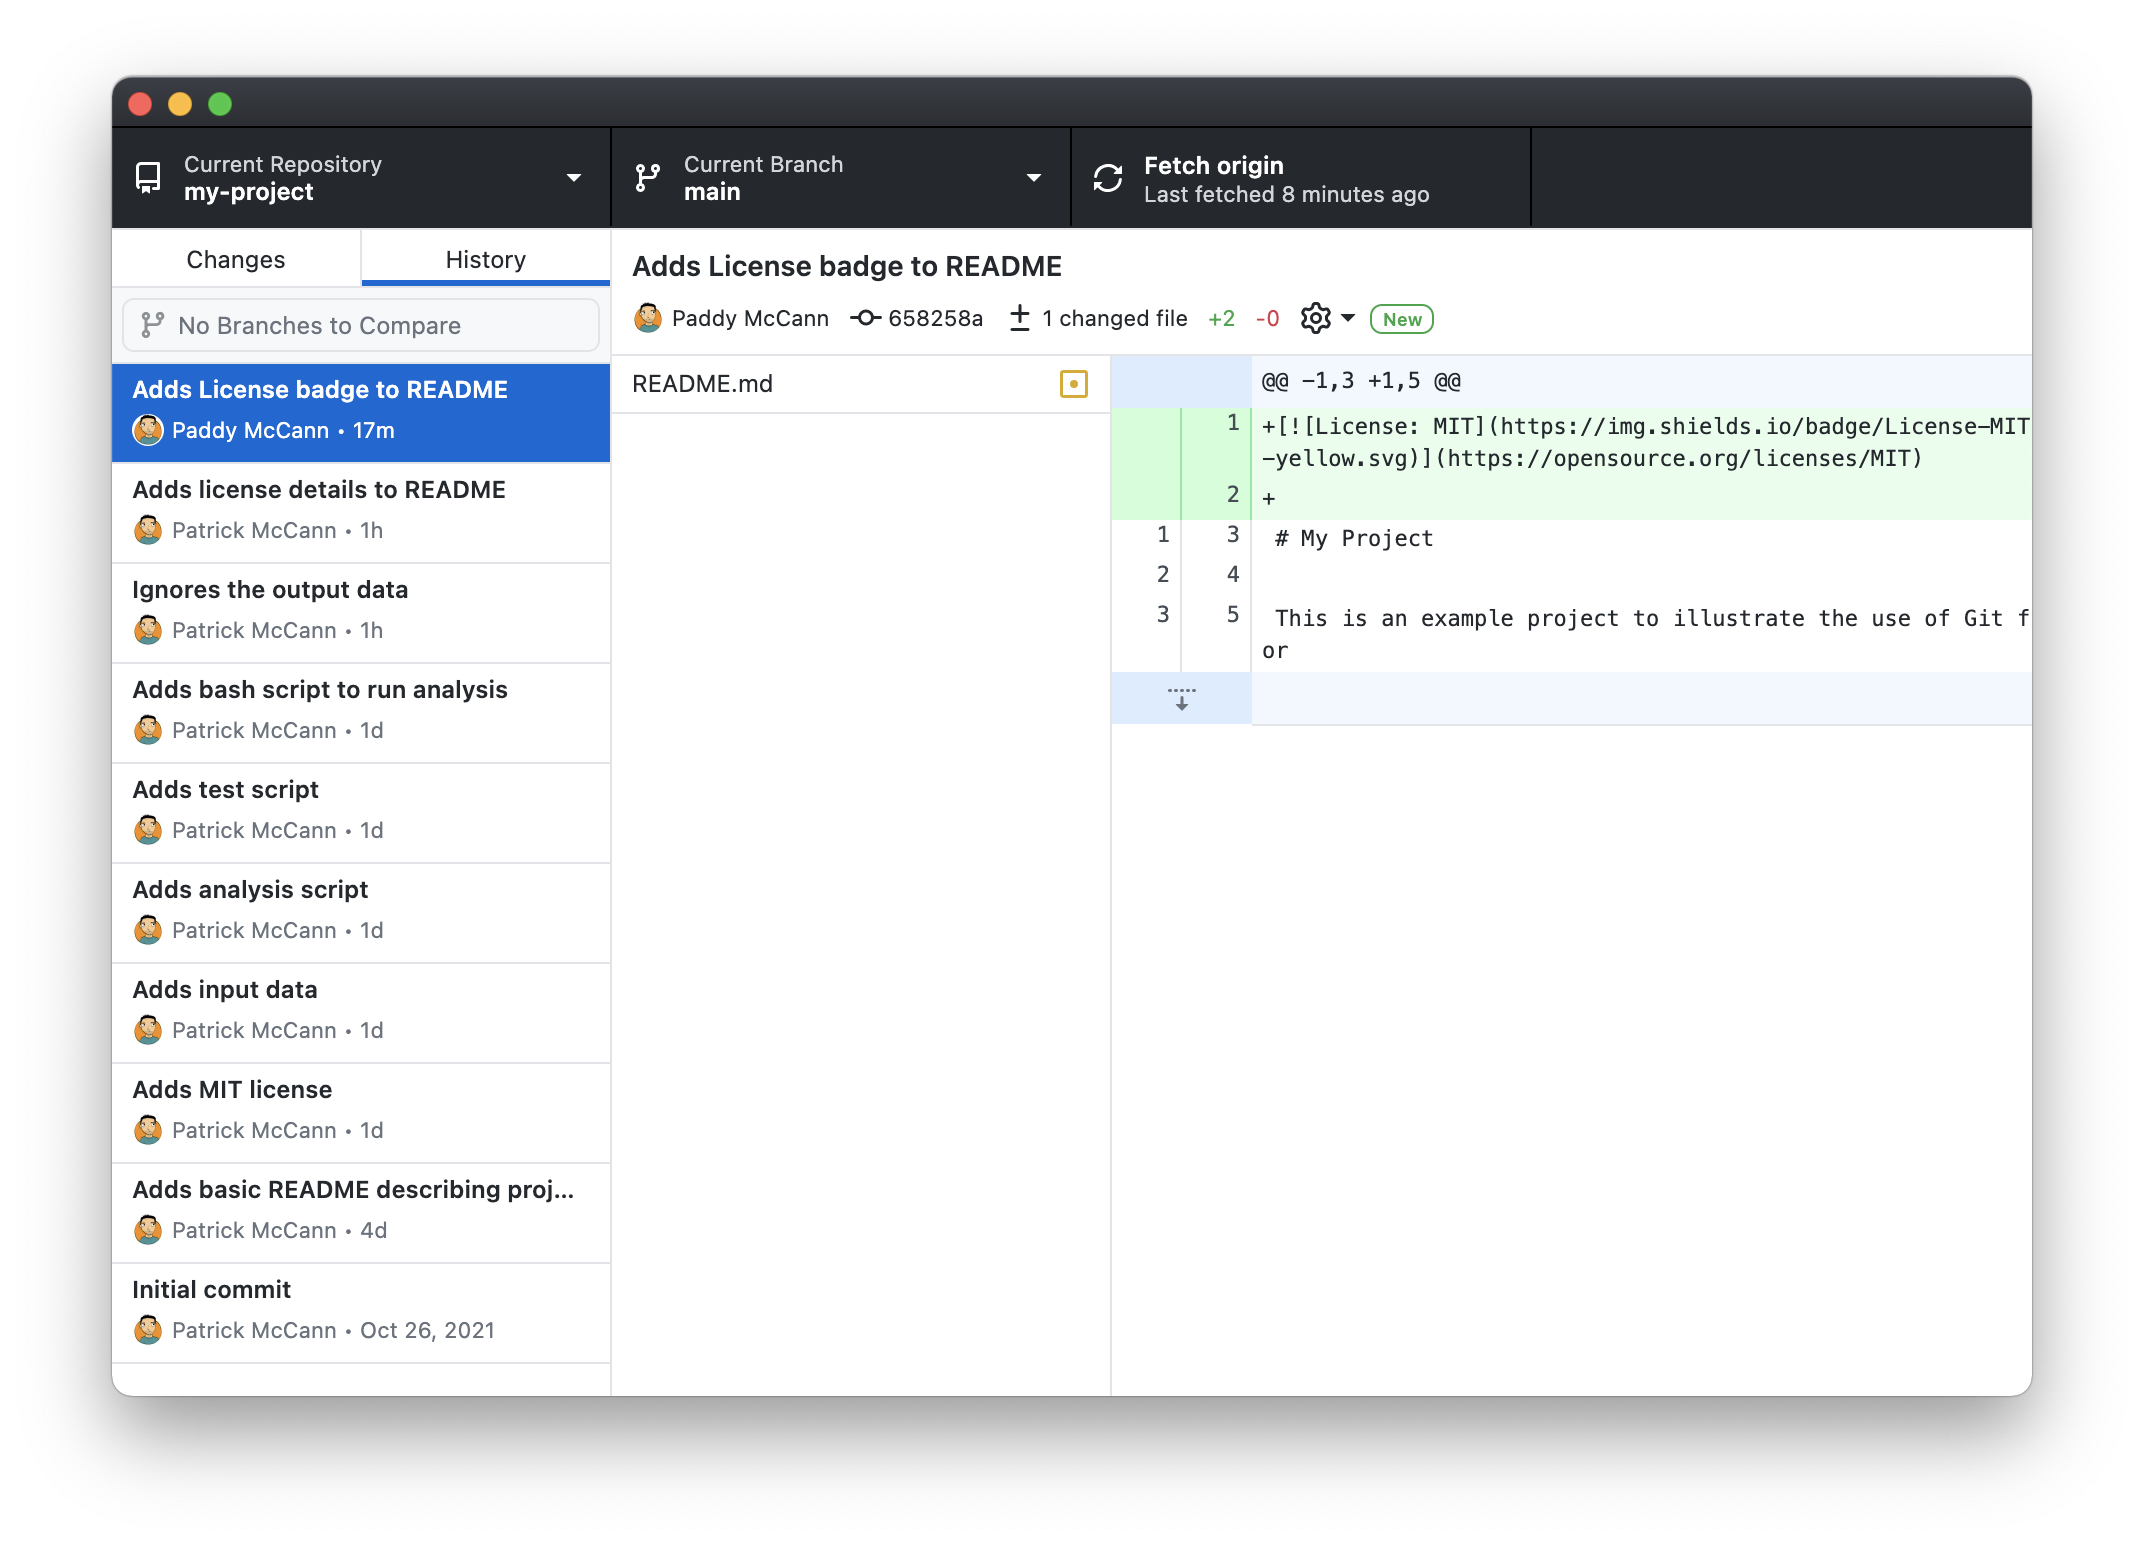 Current Repository
my-project
Current Branch
main
Fetch origin
Last fetched 8 minutes ago
Changes
History
No Branches to Compare
Adds License badge to README
Paddy McCann • 17m
Adds license details to README
Patrick McCann • 1h
Ignores the output data
Patrick McCann • 1h
Adds bash script to run analysis
Patrick McCann • 1d
Adds test script
Patrick McCann • 1d
Adds analysis script
Patrick McCann • 1d
Adds input data
Patrick McCann • 1d
Adds MIT license
Patrick McCann • 1d
Adds basic README describing proj...
Patrick McCann • 4d
Initial commit
Patrick McCann • Oct 26, 2021
Adds License badge to README
Paddy McCann 658258a 1 changed file +2 -0 New
README.md
@@ -1,3 +1,5 @@
1 +[![License: MIT](https://img.shields.io/badge/License-MIT
-yellow.svg)](https://opensource.org/licenses/MIT)
2 +
1 3 # My Project
2 4
3 5 This is an example project to illustrate the use of Git f
or